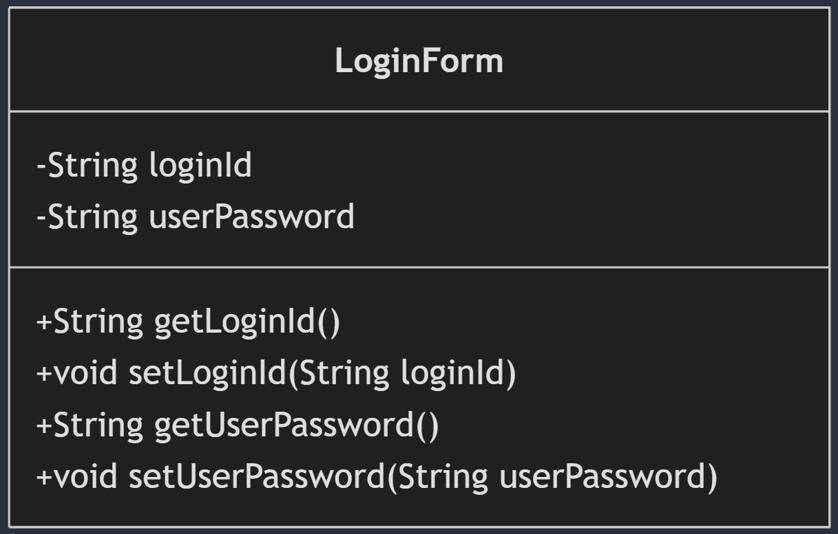 LoginForm
-String loginId
-String userPassword
+String getLoginId()
+void setLoginId(String loginId)
+String getUserPassword()
+void setUserPassword(String userPassword)